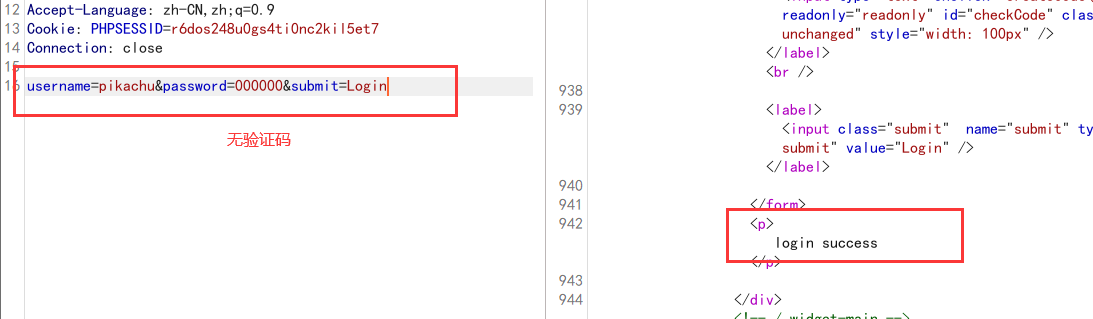 12 Accept-Language: zh-CN,zh;q=0.9
13 Cookie: PHPSESSID=r6dos248u0gs4ti0nc2kil5et7
14 Connection: close
15
16 username=pikachu&password=000000&submit=Login
无验证码
readonly="readonly" id="checkCode" clas
unchanged" style="width: 100px" />
</label>
<br />
938
939 <label>
<input class="submit" name="submit" ty
submit" value="Login" />
</label>
940
941 </form>
942 <p>
login success
</p>
943
944 </div>
<!-- / widget-main -->